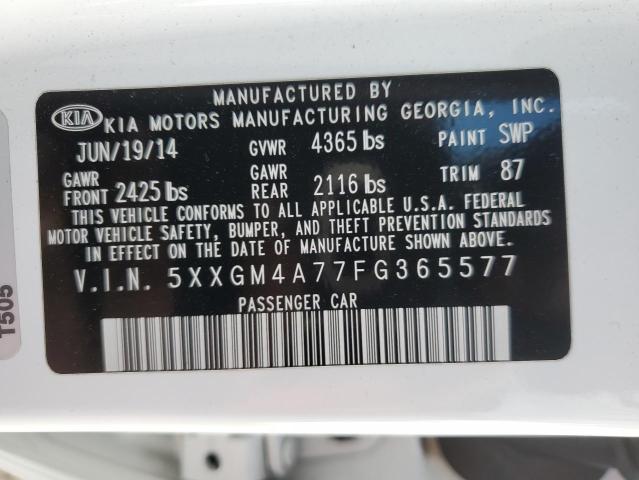 MANUFACTURED BY
KIA KIA MOTORS MANUFACTURING GEORGIA, INC.
JUN/19/14 GVWR 4365 lbs PAINT SWP
GAWR FRONT 2425 lbs GAWR REAR 2116 lbs TRIM 87
THIS VEHICLE CONFORMS TO ALL APPLICABLE U.S.A. FEDERAL
MOTOR VEHICLE SAFETY, BUMPER, AND THEFT PREVENTION STANDARDS
IN EFFECT ON THE DATE OF MANUFACTURE SHOWN ABOVE.
V.I.N. 5XXGM4A77FG365577
PASSENGER CAR
T505